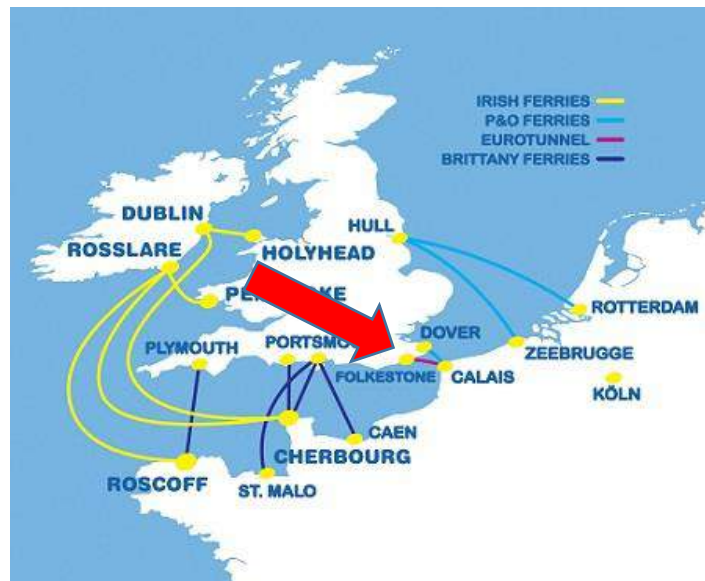 IRISH FERRIES
P&O FERRIES
EUROTUNNEL
BRITTANY FERRIES
DUBLIN
HULL
ROSSLARE
HOLYHEAD
ROTTERDAM
DOVER
PLYMOUTH
ZEEBRUGGE
FOLKESTONE
CALAIS
KÖLN
CAEN
CHERBOURG
ROSCOFF
ST. MALO